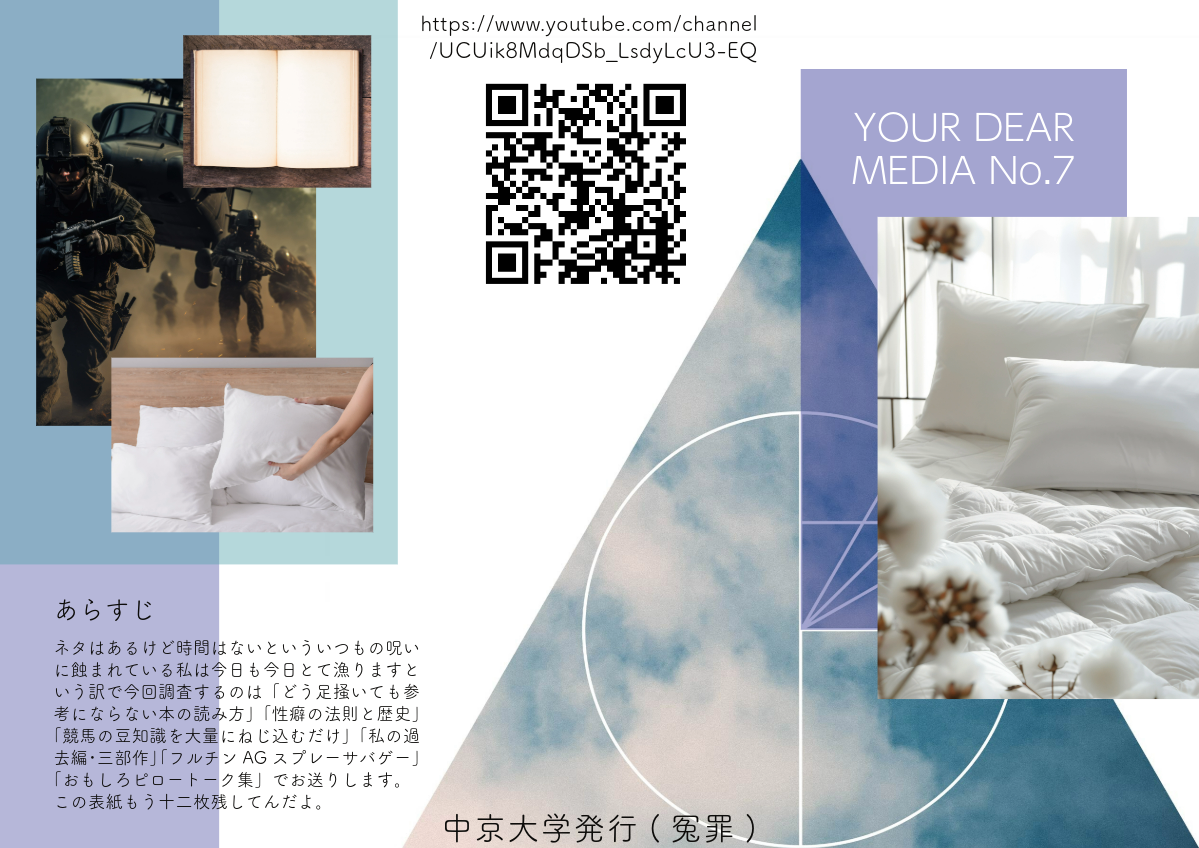 https://www.youtube.com/channel
/UCUik8MdqDSb_LsdyLcU3-EQ
YOUR DEAR
MEDIA No.7
あらすじ
ネタはあるけど時間はないといういつもの呪い
に蝕まれている私は今日も今日とて漁りますと
いう訳で今回調査するのは「どう足掻いても参
考にならない本の読み方」「性癖の法則と歴史」
「競馬の豆知識を大量にねじ込むだけ」「私の過
去編・三部作」「フルチン AG スプレーサバゲー」
「おもしろピロートーク集」でお送りします。
この表紙もう十二枚残してんだよ。
中京大学発行 ( 冤罪 )